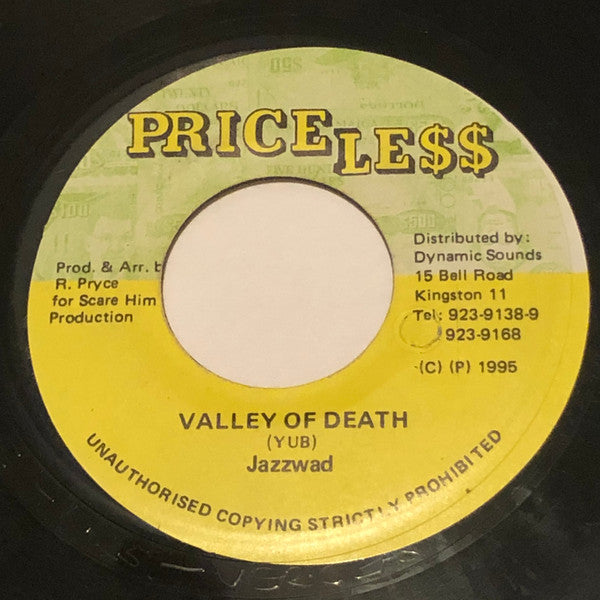 PRICELE$$
Prod. & Arr. b
R. Pryce
for Scare Him
Production
Distributed by:
Dynamic Sounds
15 Bell Road
Kingston 11
Tel: 923-9138-9
923-9168
(C) (P) 1995
VALLEY OF DEATH
(YUB)
Jazzwad
UNAUTHORISED COPYING STRICTLY PROHIBITED